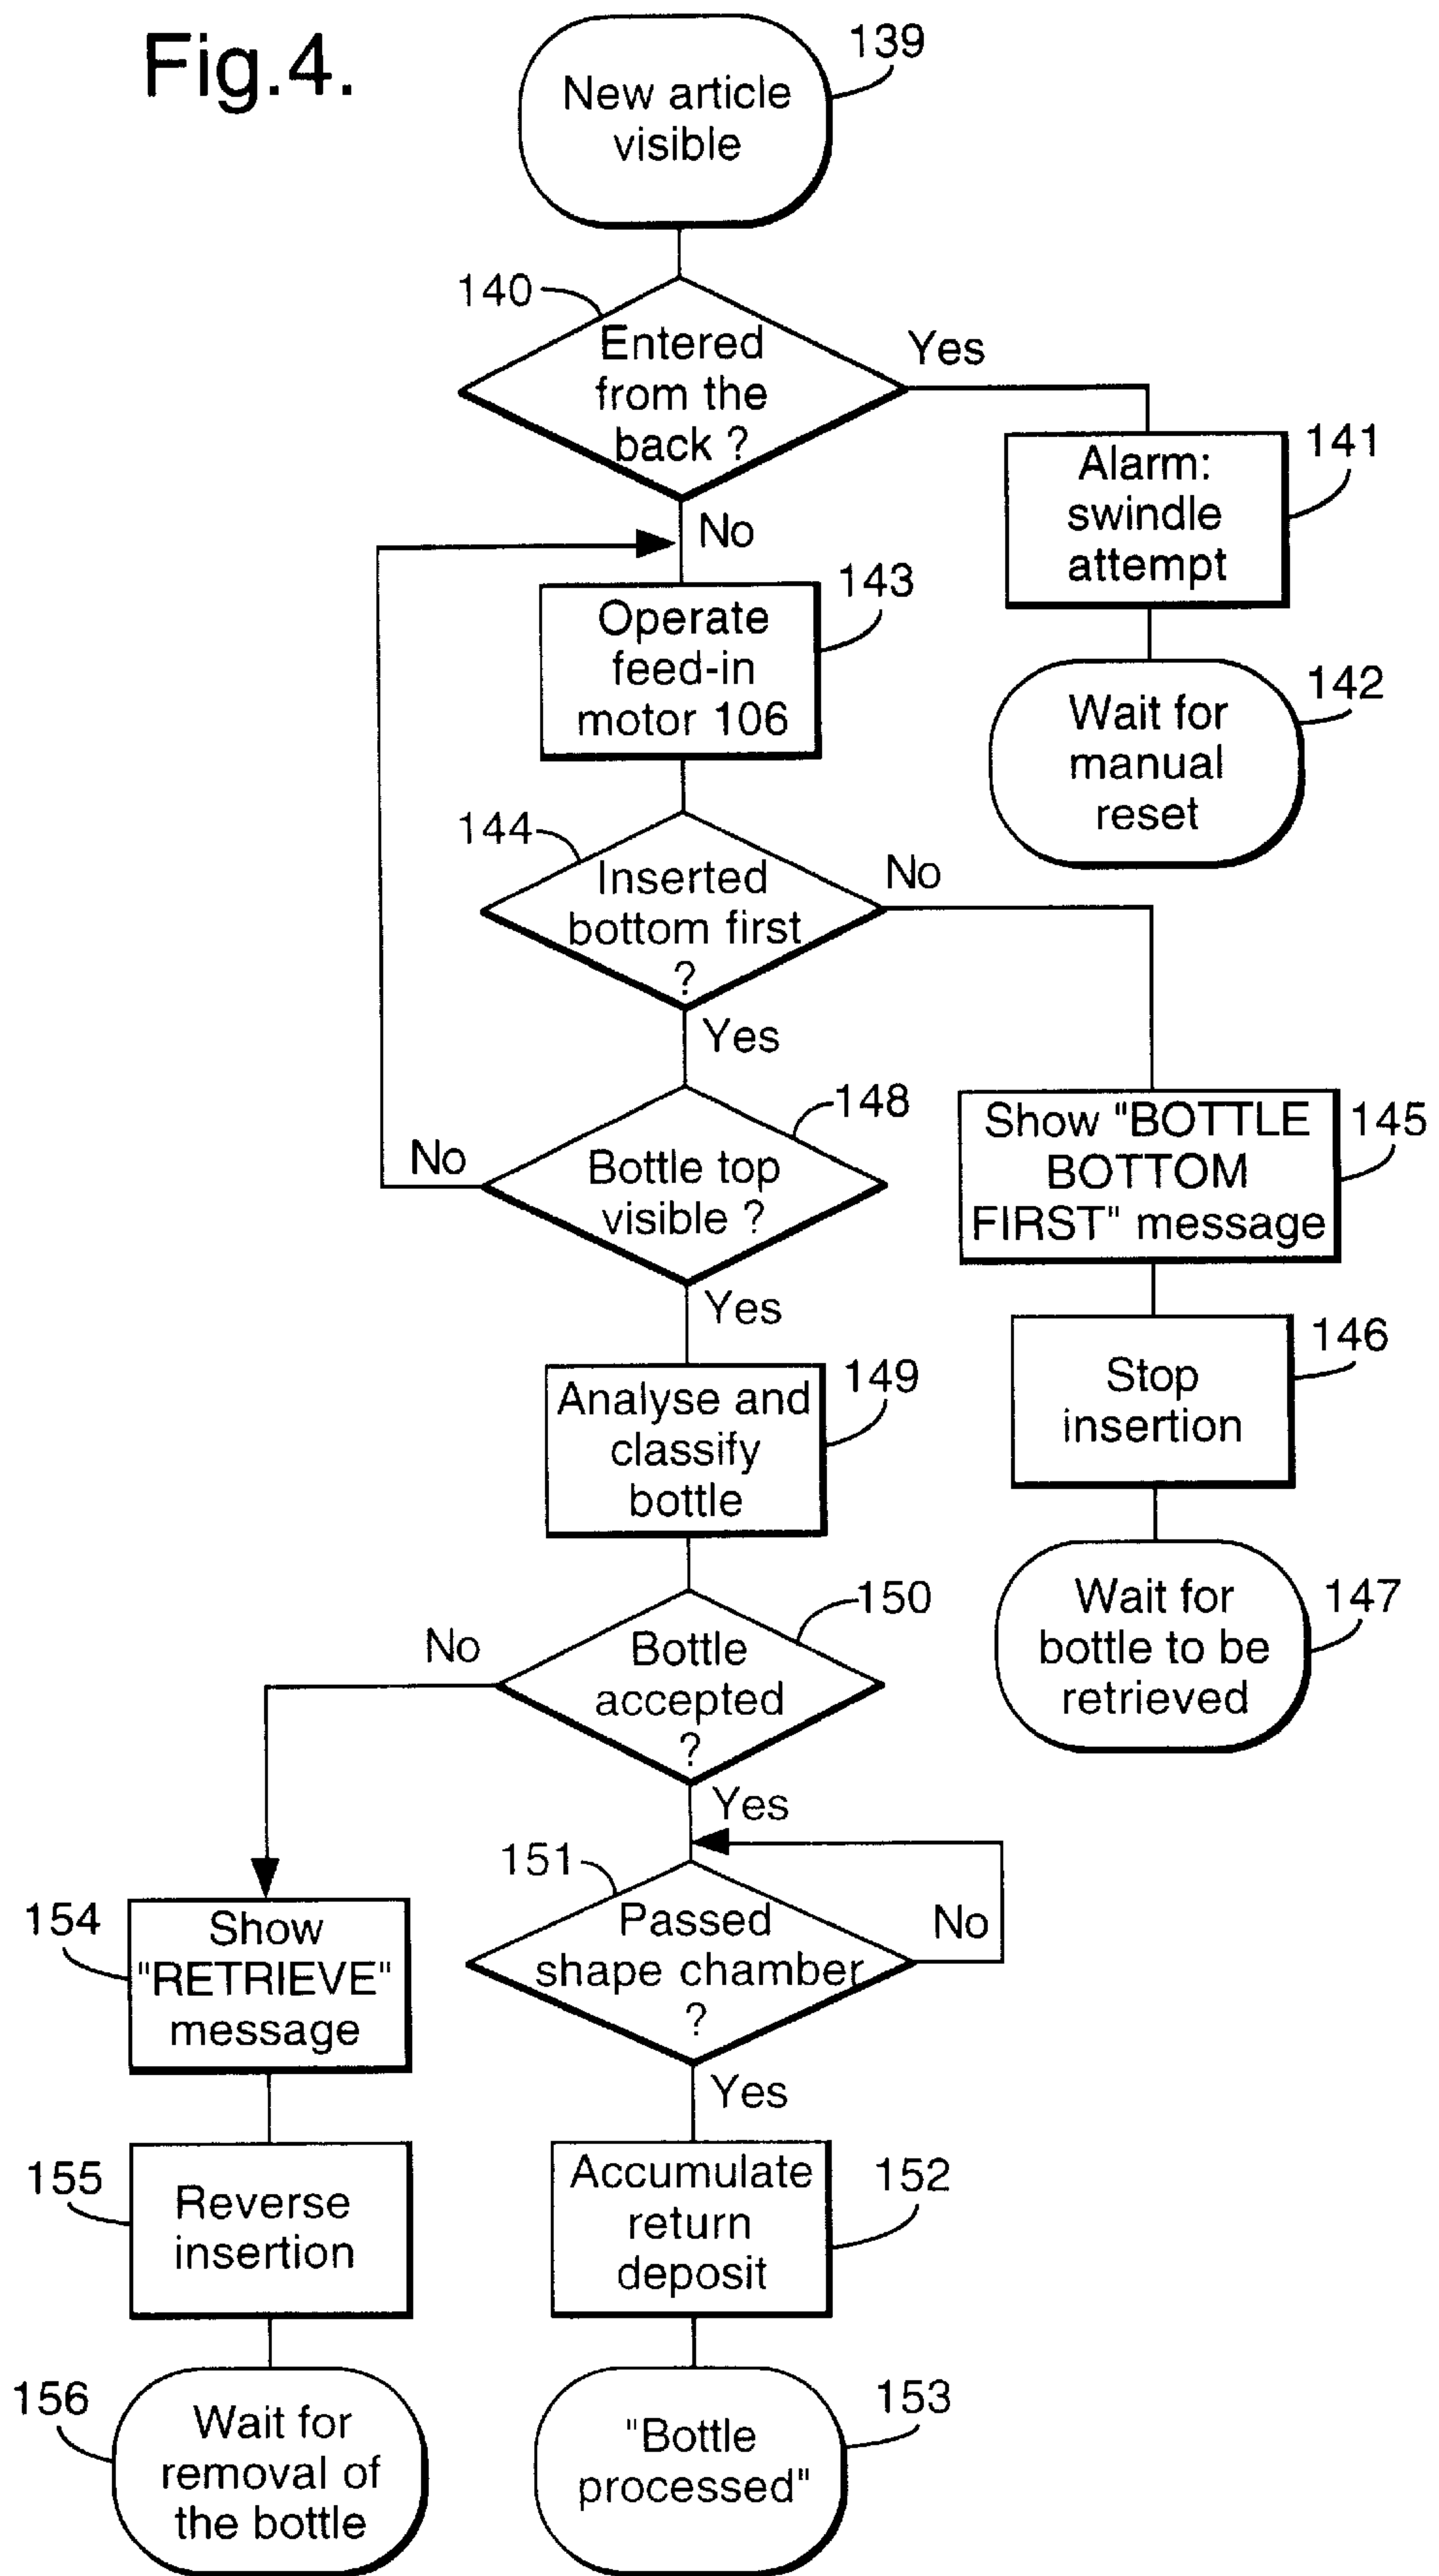 Fig.4.
139
New article
visible
140
Entered
from the
back ?
Yes
Alarm:
swindle
attempt
141
No
Operate
feed-in
motor 106
143
Wait for
manual
reset
142
144
Inserted
bottom first
?
No
Yes
148
Bottle top
visible ?
No
Show "BOTTLE
BOTTOM
FIRST" message
145
Yes
Stop
insertion
146
Analyse and
classify
bottle
149
150
Bottle
accepted
?
No
Wait for
bottle to be
retrieved
147
Yes
151
Passed
shape chamber
?
No
154
Show
"RETRIEVE"
message
Yes
155
Reverse
insertion
Accumulate
return
deposit
152
156
Wait for
removal of
the bottle
"Bottle
processed"
153